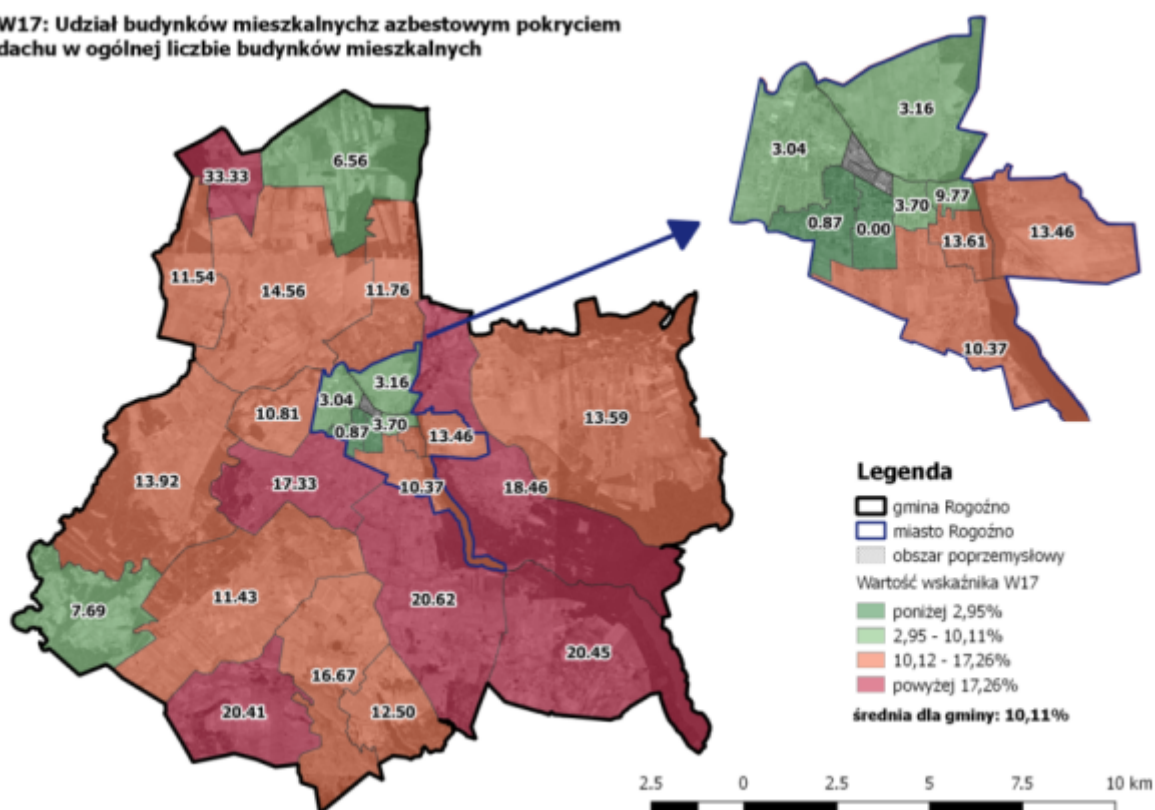 W17: Udział budynków mieszkalnychz azbestowym pokryciem
dachu w ogólnej liczbie budynków mieszkalnych
3.16
3.04
9.77
3.70
0.87
0.00
13.61
13.46
10.37
6.56
33.33
11.54
14.56
11.76
3.16
3.04
10.81
3.70
0.87
13.46
13.59
13.92
17.33
10.37
18.46
7.69
11.43
20.62
20.45
16.67
20.41
12.50
Legenda
gmina Rogoźno
miasto Rogoźno
obszar poprzemysłowy
Wartość wskaźnika W17
poniżej 2,95%
2,95 - 10,11%
10,12 - 17,26%
powyżej 17,26%
średnia dla gminy: 10,11%
2.5 0 2.5 5 7.5 10 km